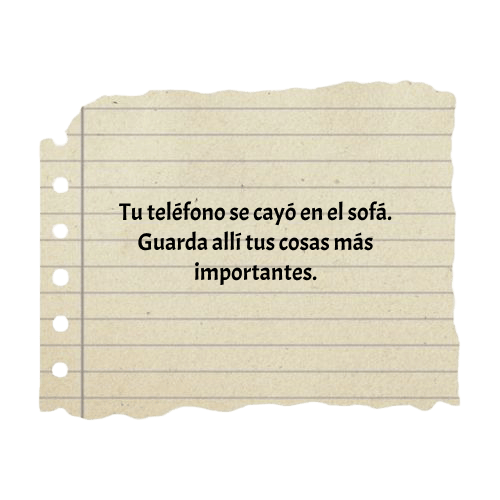 Tu teléfono se cayó en el sofá.
Guarda allí tus cosas más
importantes.